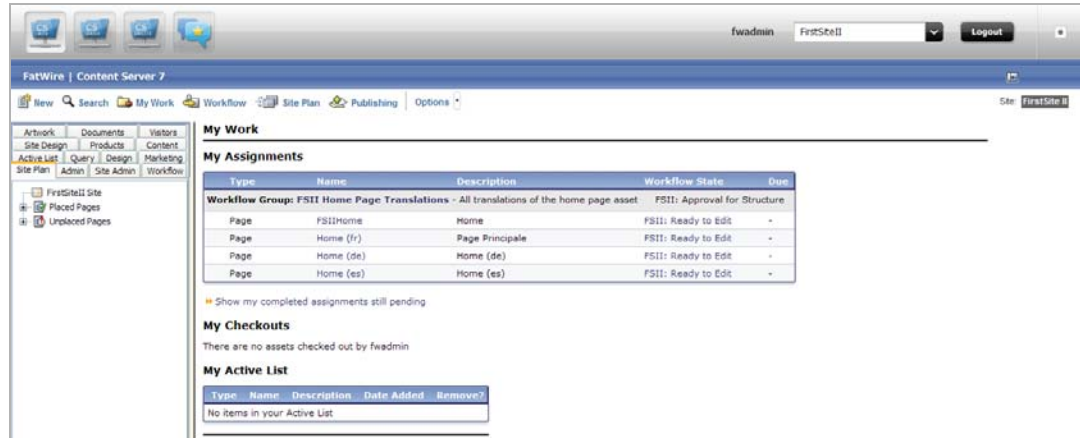 fwadmin FirstSiteII Logout
FatWire | Content Server 7
New Search My Work Workflow Site Plan Publishing Options Site: FirstSite II
Artwork Documents Visitors
Site Design Products Content
Active List Query Design Marketing
Site Plan Admin Site Admin Workflow
FirstSiteII Site
Placed Pages
Unplaced Pages
My Work
My Assignments
Type Name Description Workflow State Due
Workflow Group: FSII Home Page Translations - All translations of the home page asset FSII: Approval for Structure
Page FSIIHome Home FSII: Ready to Edit -
Page Home (fr) Page Principale FSII: Ready to Edit -
Page Home (de) Home (de) FSII: Ready to Edit -
Page Home (es) Home (es) FSII: Ready to Edit -
Show my completed assignments still pending
My Checkouts
There are no assets checked out by fwadmin
My Active List
Type Name Description Date Added Remove?
No items in your Active List